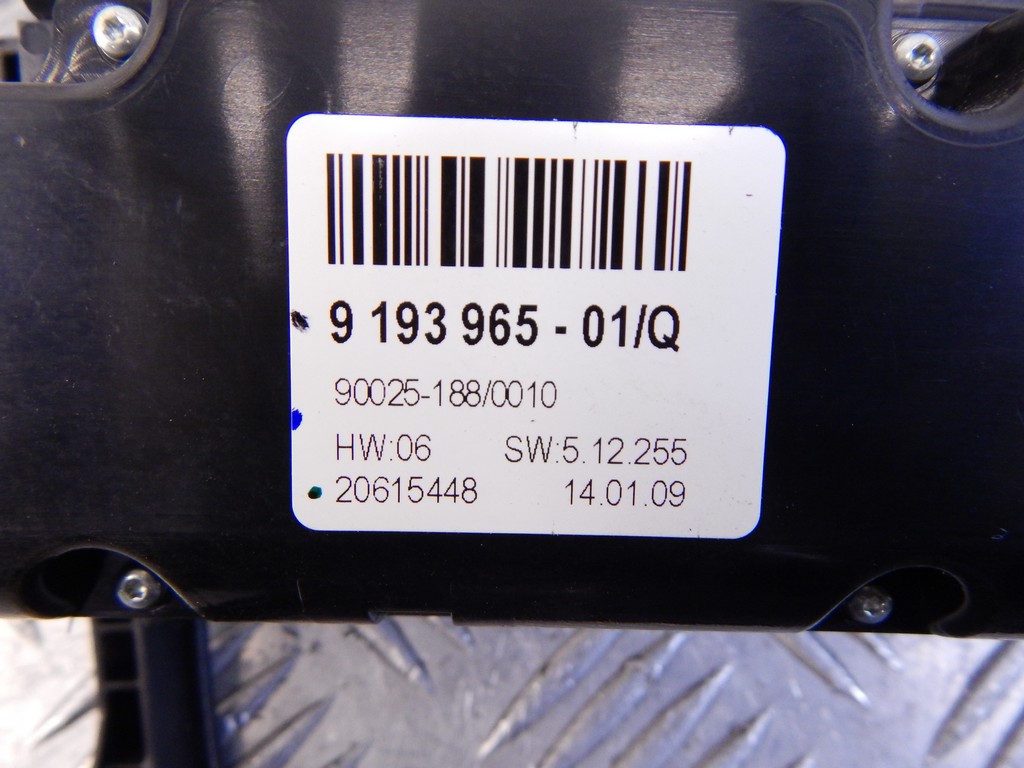 9 193 965 - 01/Q
90025-188/0010
HW:06 SW:5.12.255
20615448 14.01.09